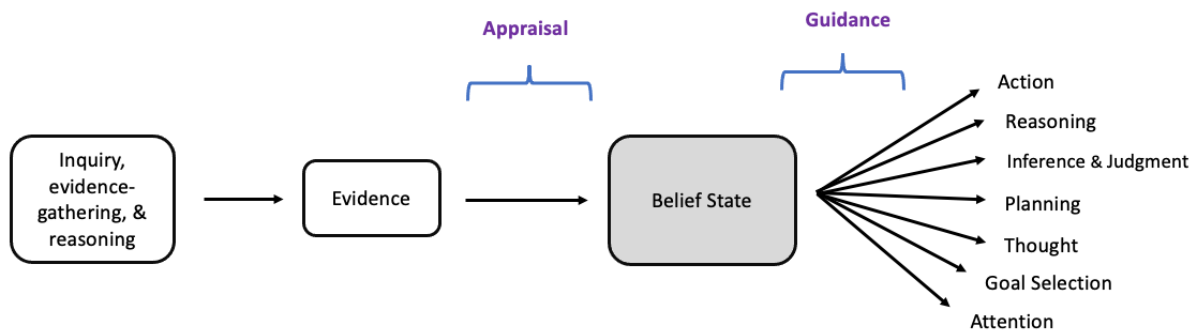 Appraisal
Guidance
Inquiry,
evidence-
gathering, &
reasoning
Evidence
Belief State
Action
Reasoning
Inference & Judgment
Planning
Thought
Goal Selection
Attention